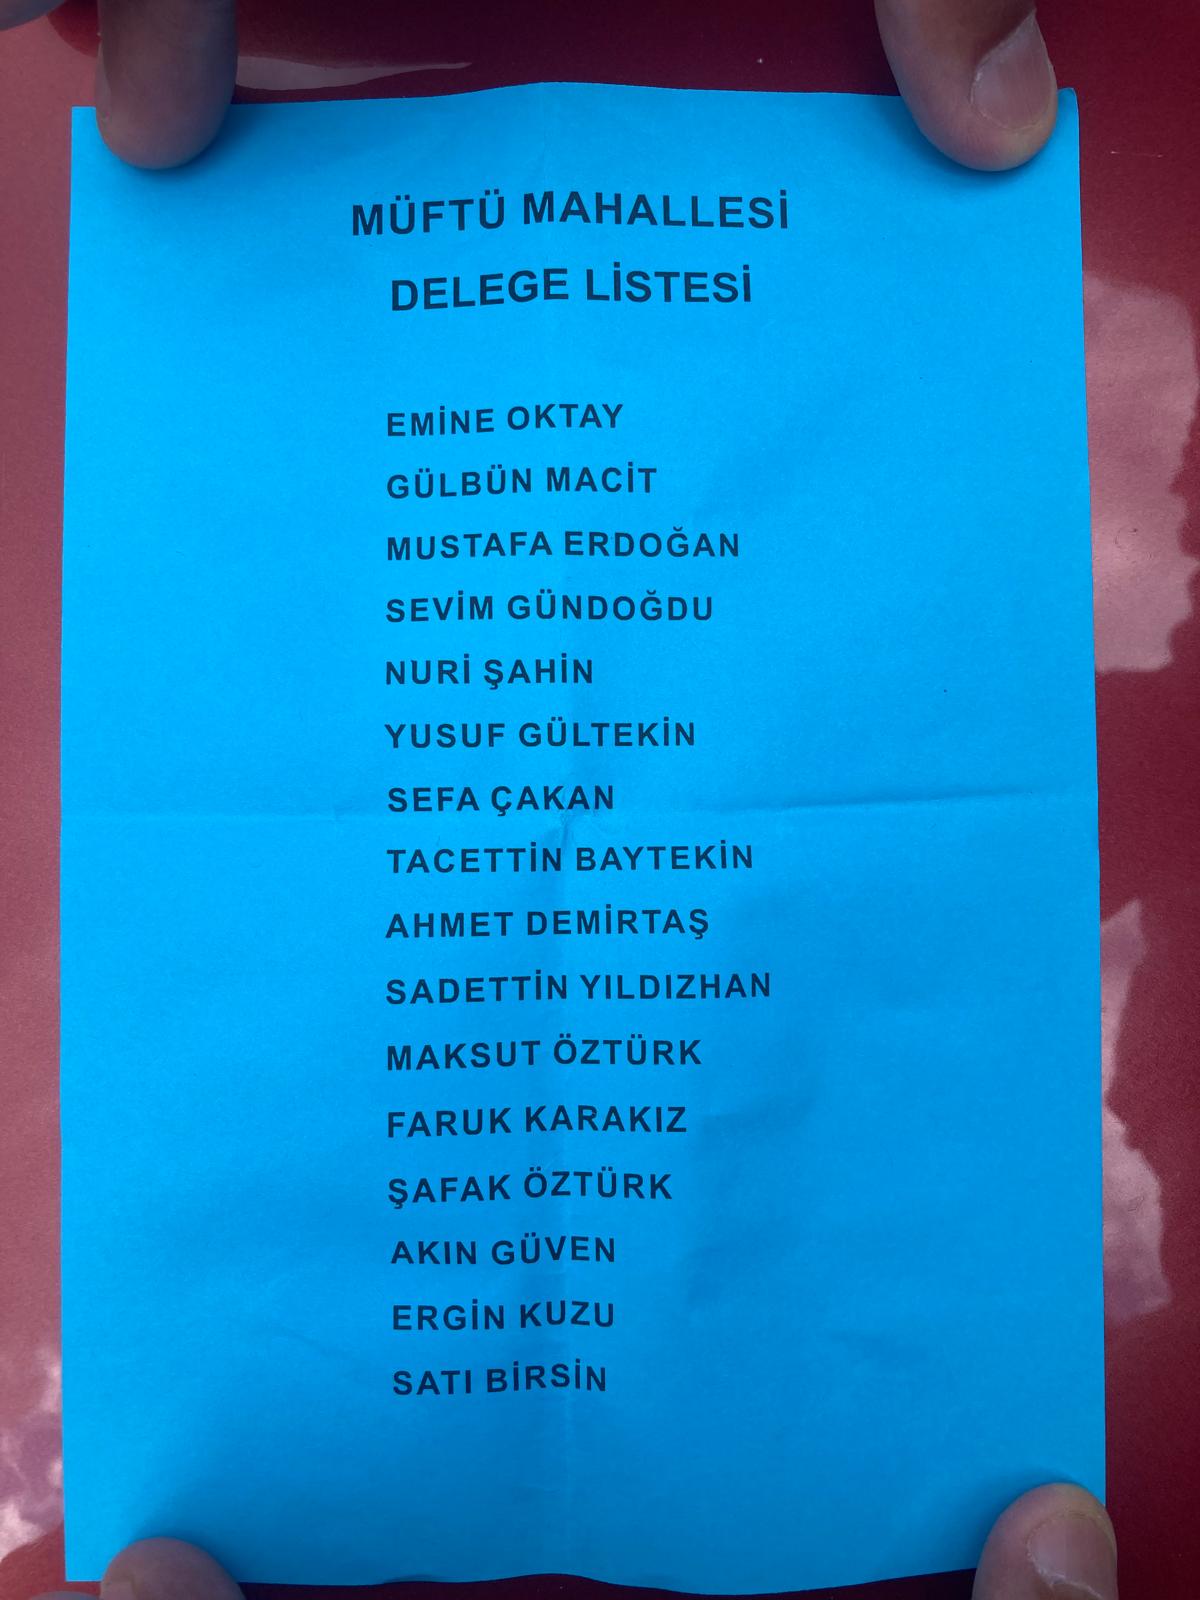 MÜFTÜ MAHALLESİ
DELEGE LİSTESİ
EMİNE OKTAY
GÜLBÜN MACİT
MUSTAFA ERDOĞAN
SEVİM GÜNDOĞDU
NURİ ŞAHİN
YUSUF GÜLTEKİN
SEFA ÇAKAN
TACETTİN BAYTEKİN
AHMET DEMİRTAŞ
SADETTİN YILDIZHAN
MAKSUT ÖZTÜRK
FARUK KARAKIZ
ŞAFAK ÖZTÜRK
AKIN GÜVEN
ERGİN KUZU
SATI BİRSİN